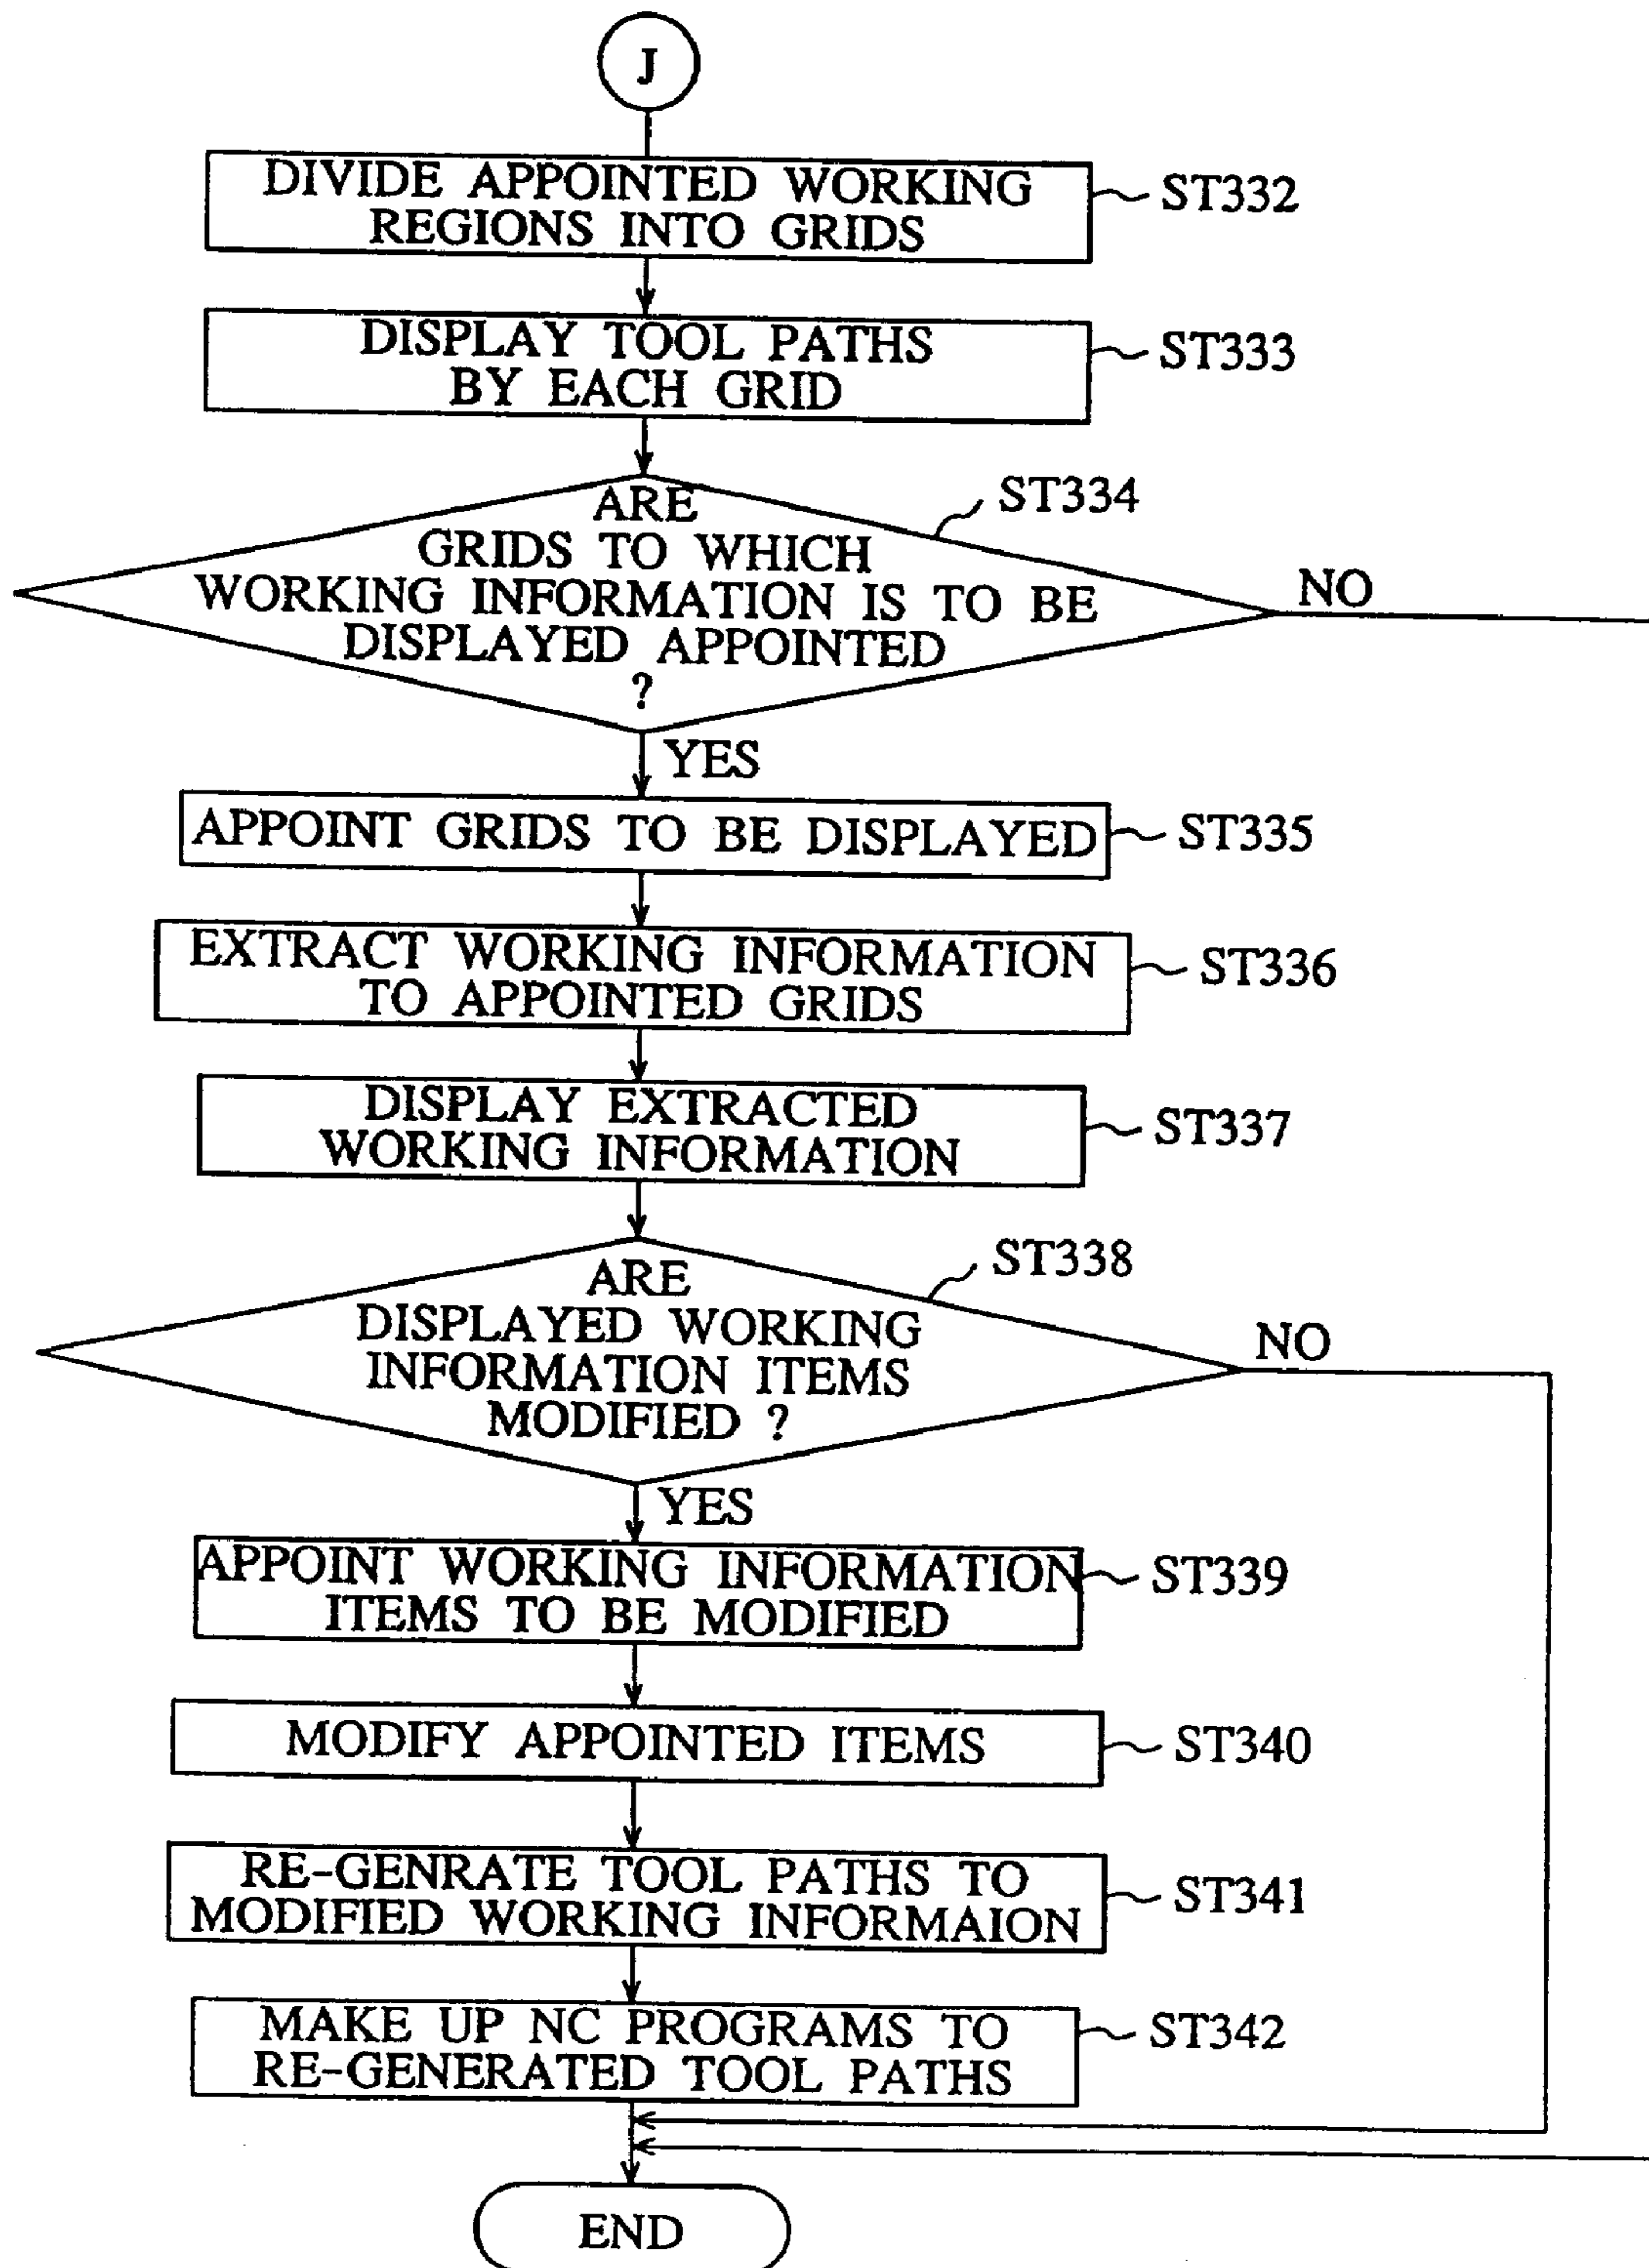 J
DIVIDE APPOINTED WORKING
REGIONS INTO GRIDS
ST332
DISPLAY TOOL PATHS
BY EACH GRID
ST333
ARE
GRIDS TO WHICH
WORKING INFORMATION IS TO BE
DISPLAYED APPOINTED
?
ST334
NO
YES
APPOINT GRIDS TO BE DISPLAYED
ST335
EXTRACT WORKING INFORMATION
TO APPOINTED GRIDS
ST336
DISPLAY EXTRACTED
WORKING INFORMATION
ST337
ARE
DISPLAYED WORKING
INFORMATION ITEMS
MODIFIED ?
ST338
NO
YES
APPOINT WORKING INFORMATION
ITEMS TO BE MODIFIED
ST339
MODIFY APPOINTED ITEMS
ST340
RE-GENRATE TOOL PATHS TO
MODIFIED WORKING INFORMAION
ST341
MAKE UP NC PROGRAMS TO
RE-GENERATED TOOL PATHS
ST342
END